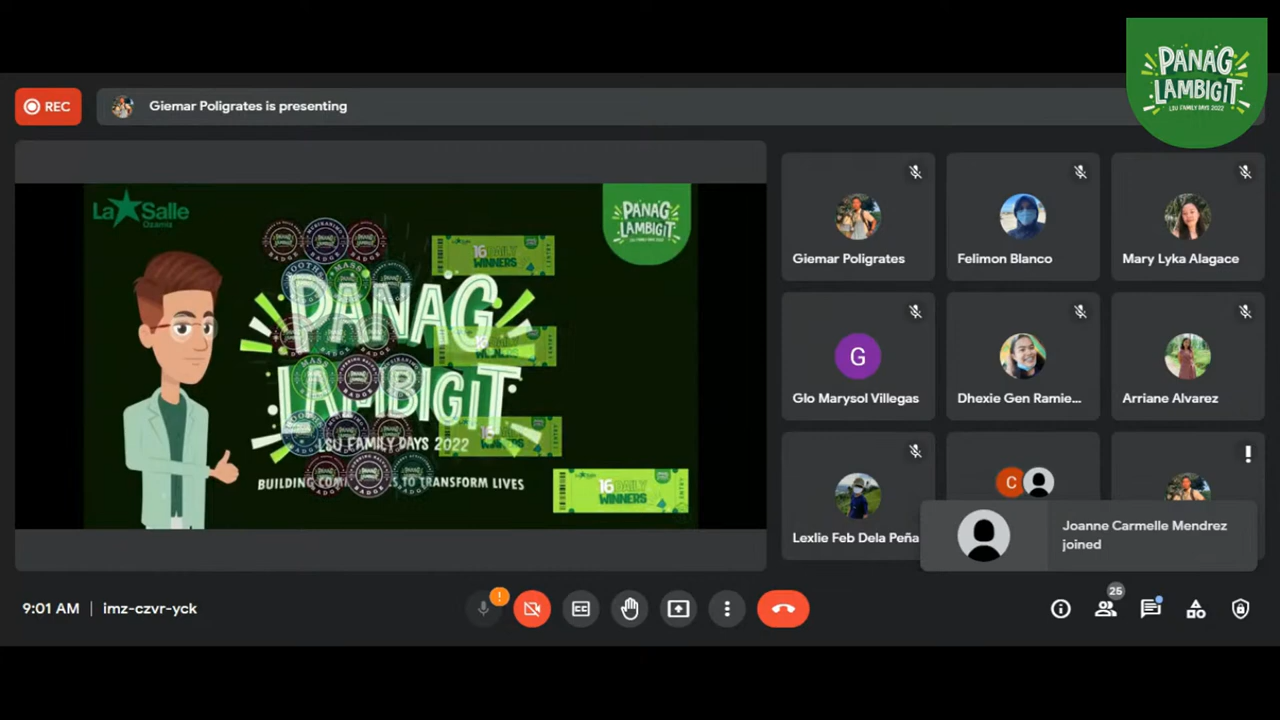 PANAG
LAMBIGIT
LSU FAMILY DAYS 2022
REC
Giemar Poligrates is presenting
La Salle
Ozamiz
PANAG
LAMBIGIT
16 DAILY
WINNERS
PANAG
LAMBIGIT
LSU FAMILY DAYS 2022
TO TRANSFORM LIVES
BUILDING
16 DAILY
WINNERS
ENTRY
Giemar Poligrates
Felimon Blanco
Mary Lyka Alagace
G
Glo Marysol Villegas
Dhexie Gen Ramie...
Arriane Alvarez
Lexlie Feb Dela Peña
C
Joanne Carmelle Mendrez
joined
9:01 AM
imz-czvr-yck
CC
25